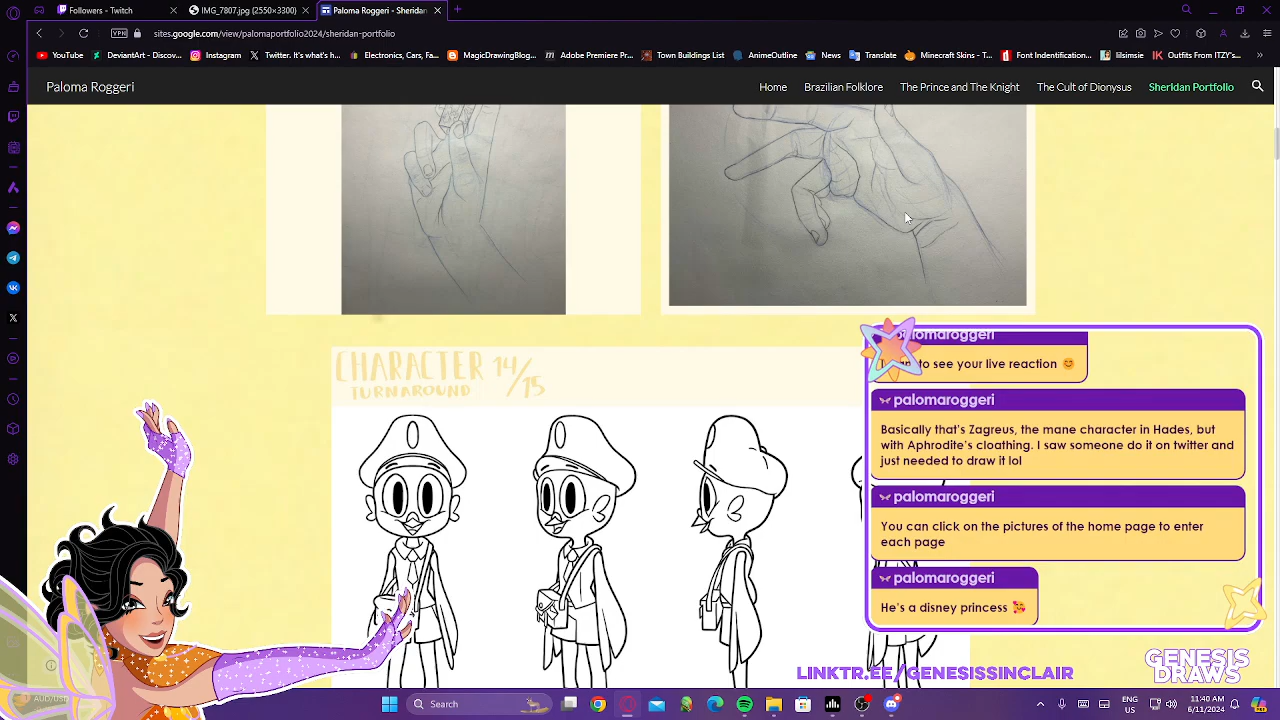 Followers - Twitch
IMG_7807.jpg (2550×3300)
Paloma Roggeri - Sheridan
VPN
sites.google.com/view/palomaportfolio2024/sheridan-portfolio
YouTube
DeviantArt - Discov...
Instagram
Twitter. It's what's h...
Electronics, Cars, Fa...
MagicDrawingBlog...
Adobe Premiere Pr...
Town Buildings List
AnimeOutline
News
Translate
Minecraft Skins - T...
Font Indentification...
Illsimsie
Outfits From ITZY's...
Paloma Roggeri
Home
Brazilian Folklore
The Prince and The Knight
The Cult of Dionysus
Sheridan Portfolio
CHARACTER 14/15
TURNAROUND
palomaroggeri
to see your live reaction 😊
palomaroggeri
Basically that's Zagreus, the mane character in Hades, but
with Aphrodite's cloathing. I saw someone do it on twitter and
just needed to draw it lol
palomaroggeri
You can click on the pictures of the home page to enter
each page
palomaroggeri
He's a disney princess 🥰
LINKTR.EE/GENESISSINCLAIR
GENESIS
DRAWS
Search
ENG
US
11:40 AM
6/12/2024